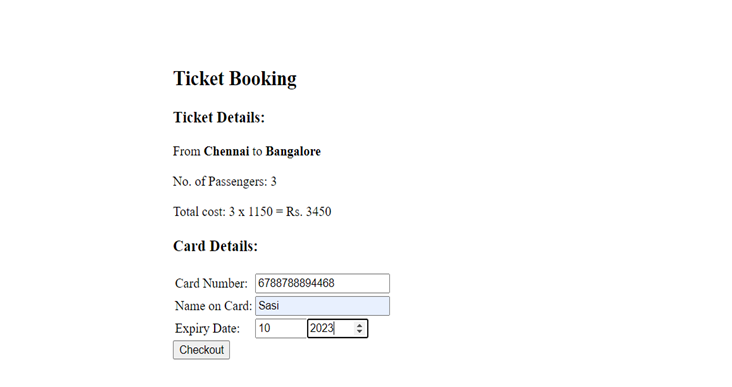 Ticket Booking
Ticket Details:
From Chennai to Bangalore
No. of Passengers: 3
Total cost: 3 x 1150 = Rs. 3450
Card Details:
Card Number: 6788788894468
Name on Card: Sasi
Expiry Date: 10 2023
Checkout